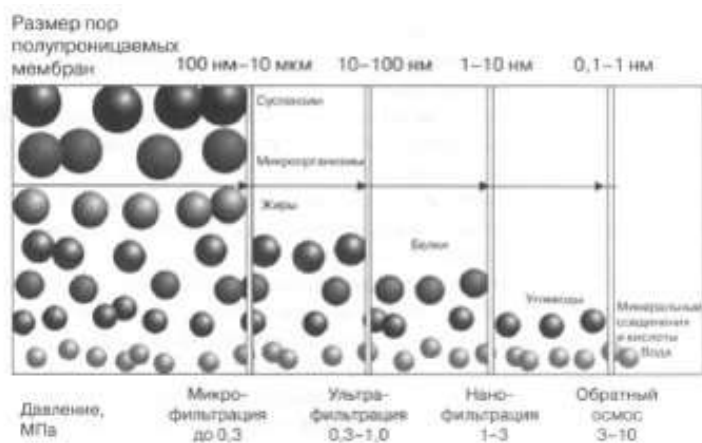 Размер пор
полупроницаемых
мембран
100 нм–10 мкм
10–100 нм
1–10 нм
0,1–1 нм
Суспензии
Микроорганизмы
Жиры
Белки
Углеводы
Минеральные
соединения
и кислоты
Вода
Давление,
МПа
Микро-
фильтрация
до 0,3
Ультра-
фильтрация
0,3–1,0
Нано-
фильтрация
1–3
Обратный
осмос
3–10